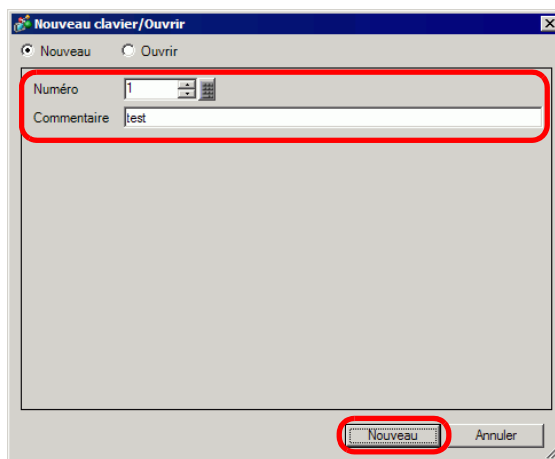 Nouveau clavier/Ouvrir
Nouveau Ouvrir
Numéro 1
Commentaire test
Nouveau Annuler